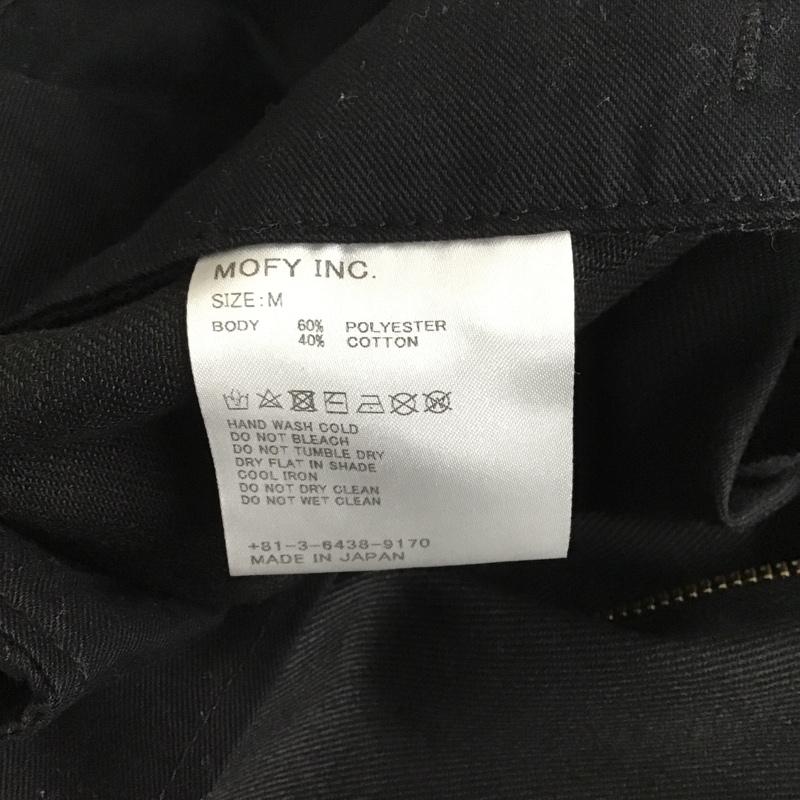 MOFY INC.
SIZE:M
BODY 60% POLYESTER
40% COTTON
HAND WASH COLD
DO NOT BLEACH
DO NOT TUMBLE DRY
DRY FLAT IN SHADE
COOL IRON
DO NOT DRY CLEAN
DO NOT WET CLEAN
+81-3-6438-9170
MADE IN JAPAN